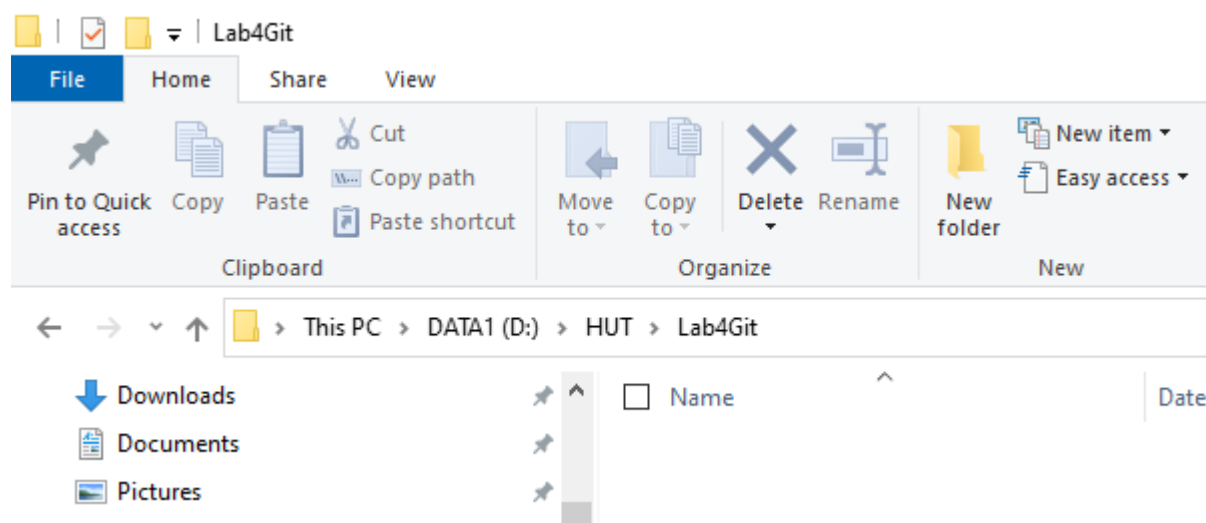 Lab4Git
File Home Share View
Pin to Quick access
Copy
Paste
Cut
Copy path
Paste shortcut
Clipboard
Move to
Copy to
Delete
Rename
Organize
New folder
New item
Easy access
New
This PC > DATA1 (D:) > HUT > Lab4Git
Downloads
Documents
Pictures
Name
Date